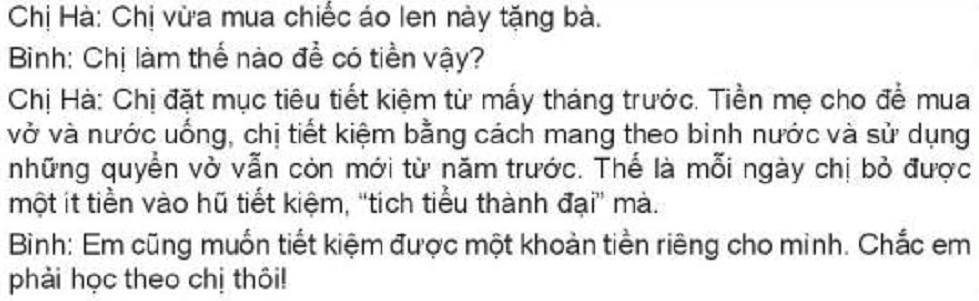 Chị Hà: Chị vừa mua chiếc áo len này tặng bà.
Bình: Chị làm thế nào để có tiền vậy?
Chị Hà: Chị đặt mục tiêu tiết kiệm từ mấy tháng trước. Tiền mẹ cho để mua
vở và nước uống, chị tiết kiệm bằng cách mang theo bình nước và sử dụng
những quyển vở vẫn còn mới từ năm trước. Thế là mỗi ngày chị bỏ được
một ít tiền vào hũ tiết kiệm, “tích tiểu thành đại” mà.
Bình: Em cũng muốn tiết kiệm được một khoản tiền riêng cho mình. Chắc em
phải học theo chị thôi!